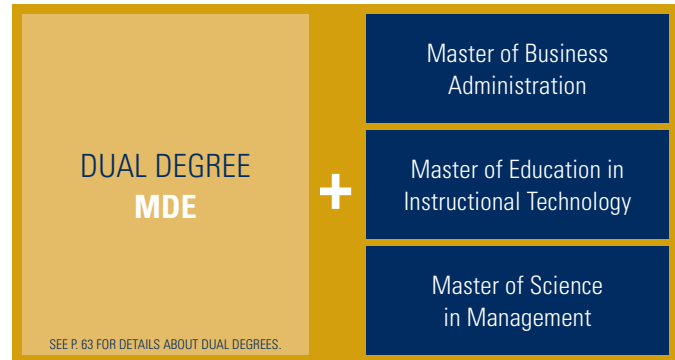 DUAL DEGREE
MDE
SEE P. 63 FOR DETAILS ABOUT DUAL DEGREES.
+
Master of Business
Administration
Master of Education in
Instructional Technology
Master of Science
in Management